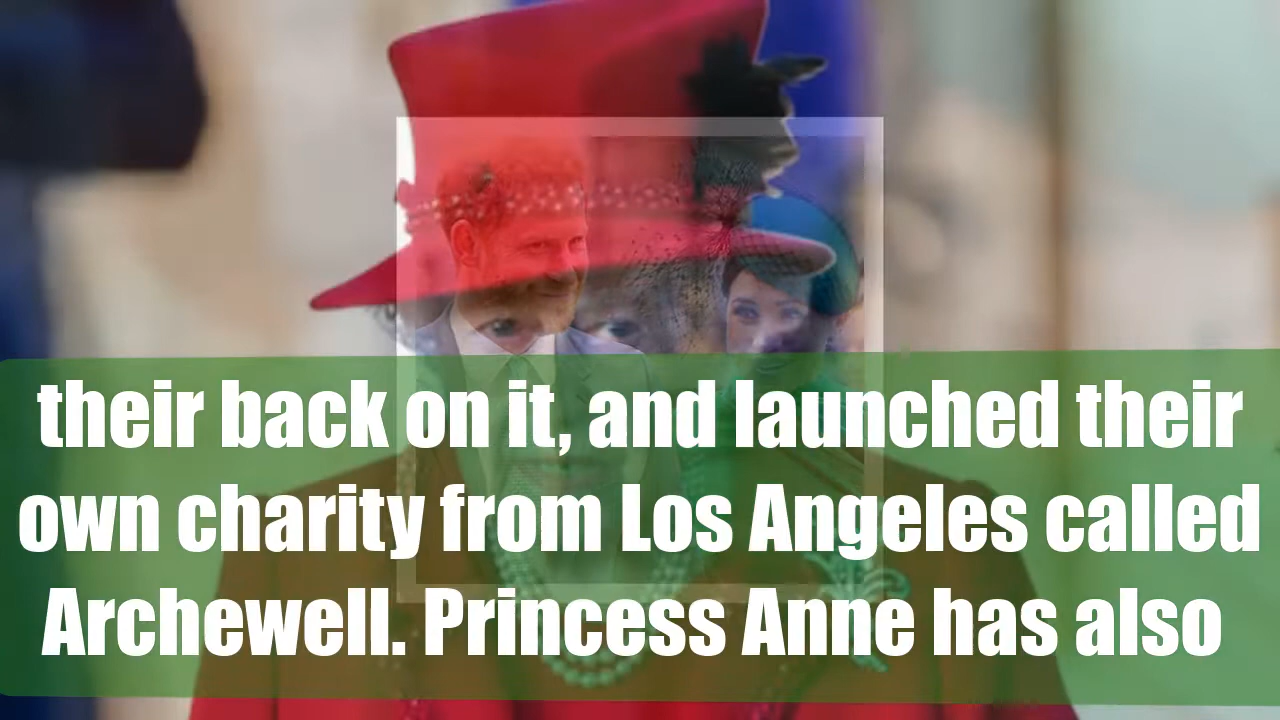 their back on it, and launched their
own charity from Los Angeles called
Archewell. Princess Anne has also